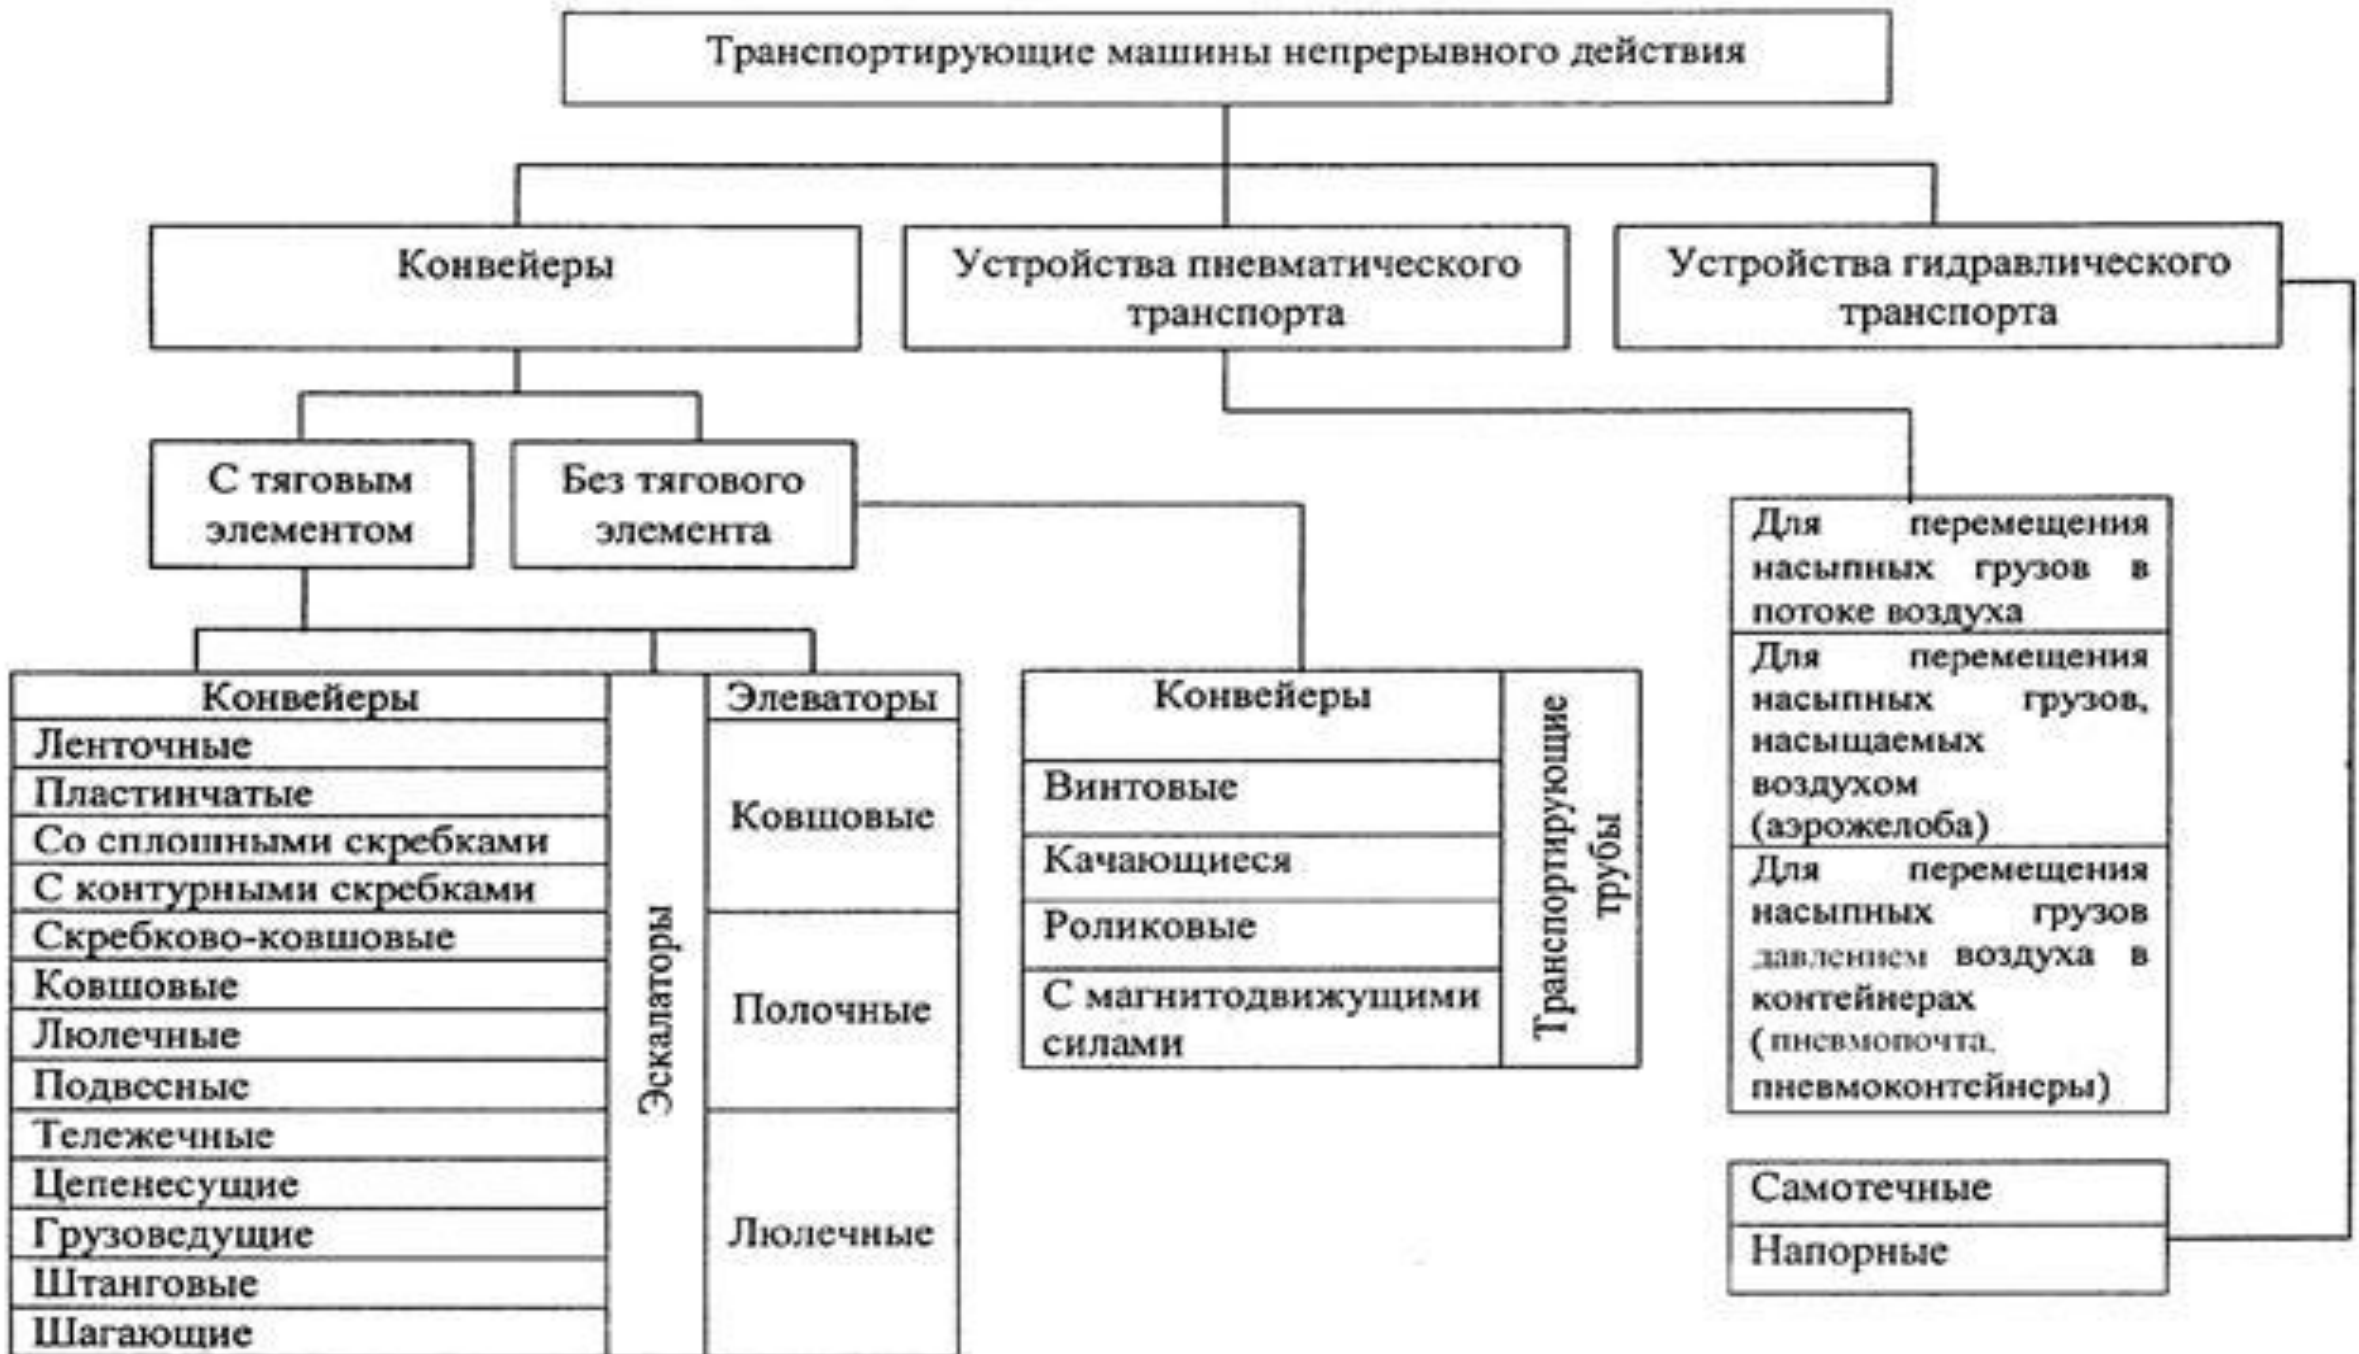 Транспортирующие машины непрерывного действия
Конвейеры
Устройства пневматического
транспорта
Устройства гидравлического
транспорта
С тяговым
элементом
Без тягового
элемента
Конвейеры
Ленточные
Пластинчатые
Со сплошными скребками
С контурными скребками
Скребково-ковшовые
Ковшовые
Люлечные
Подвесные
Тележечные
Цепенесущие
Грузоведущие
Штанговые
Шагающие
Эскалаторы
Элеваторы
Ковшовые
Полочные
Люлечные
Конвейеры
Винтовые
Качающиеся
Роликовые
С магнитодвижущими
силами
Транспортирующие
трубы
Для перемещения
насыпных грузов в
потоке воздуха
Для перемещения
насыпных грузов,
насыщаемых
воздухом
(аэрожелоба)
Для перемещения
насыпных грузов
давлением воздуха в
контейнерах
(пневмопочта.
пневмоконтейнеры)
Самотечные
Напорные